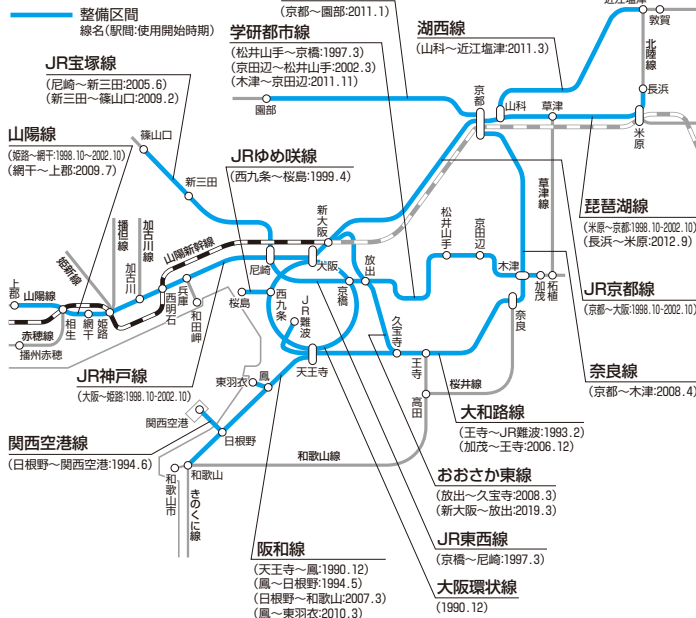 整備区間
線名(駅間:使用開始時期)
(京都〜園部:2011.1)
学研都市線
(松井山手〜京橋:1997.3)
(京田辺〜松井山手:2002.3)
(木津〜京田辺:2011.11)
湖西線
(山科〜近江塩津:2011.3)
敦賀
北陸線
長浜
米原
JR宝塚線
(尼崎〜新三田:2005.6)
(新三田〜篠山口:2009.2)
園部
京都
山科
草津
草津線
山陽線
(姫路〜網干:1998.10〜2002.10)
(網干〜上郡:2009.7)
篠山口
新三田
JRゆめ咲線
(西九条〜桜島:1999.4)
琵琶湖線
(米原〜京都:1998.10-2002.10)
(長浜〜米原:2012.9)
播但線
加古川線
山陽新幹線
姫新線
新大阪
大阪
尼崎
放出
京橋
松井山手
京田辺
木津
加茂
柘植
JR京都線
(京都〜大阪:1998.10-2002.10)
上郡
山陽線
赤穂線
播州赤穂
相生
網干
姫路
加古川
西明石
兵庫
和田岬
桜島
西九条
JR難波
天王寺
久宝寺
王寺
奈良
奈良線
(京都〜木津:2008.4)
JR神戸線
(大阪〜姫路:1998.10-2002.10)
東羽衣
鳳
高田
桜井線
大和路線
(王寺〜JR難波:1993.2)
(加茂〜王寺:2006.12)
関西空港
日根野
関西空港線
(日根野〜関西空港:1994.6)
和歌山
和歌山市
きのくに線
和歌山線
おおさか東線
(放出〜久宝寺:2008.3)
(新大阪〜放出:2019.3)
JR東西線
(京橋〜尼崎:1997.3)
阪和線
(天王寺〜鳳:1990.12)
(鳳〜日根野:1994.5)
(日根野〜和歌山:2007.3)
(鳳〜東羽衣:2010.3)
大阪環状線
(1990.12)